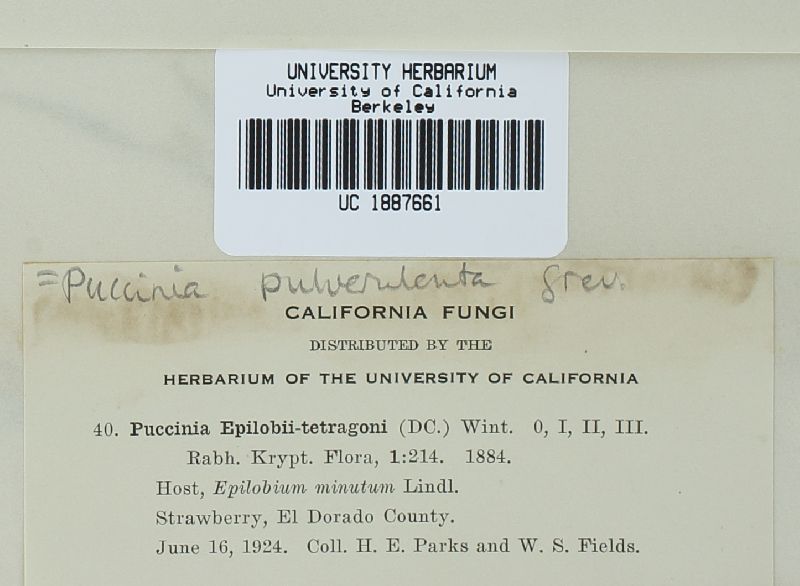 UNIVERSITY HERBARIUM
University of California
Berkeley
UC 1887661
=Puccinia pulverulenta Grev.
CALIFORNIA FUNGI
DISTRIBUTED BY THE
HERBARIUM OF THE UNIVERSITY OF CALIFORNIA
40. Puccinia Epilobii-tetragoni (DC.) Wint. 0, I, II, III.
Rabh. Krypt. Flora, 1:214. 1884.
Host, Epilobium minutum Lindl.
Strawberry, El Dorado County.
June 16, 1924. Coll. H. E. Parks and W. S. Fields.